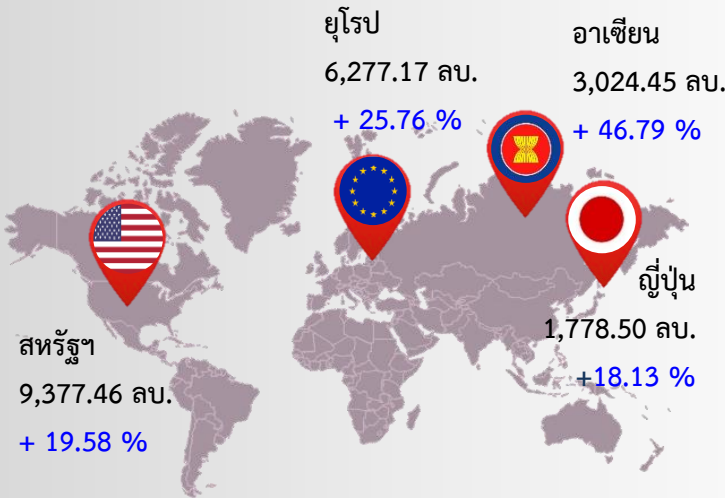 ยุโรป
6,277.17 ลบ.
+ 25.76 %
อาเซียน
3,024.45 ลบ.
+ 46.79 %
ญี่ปุ่น
1,778.50 ลบ.
+18.13 %
สหรัฐฯ
9,377.46 ลบ.
+ 19.58 %